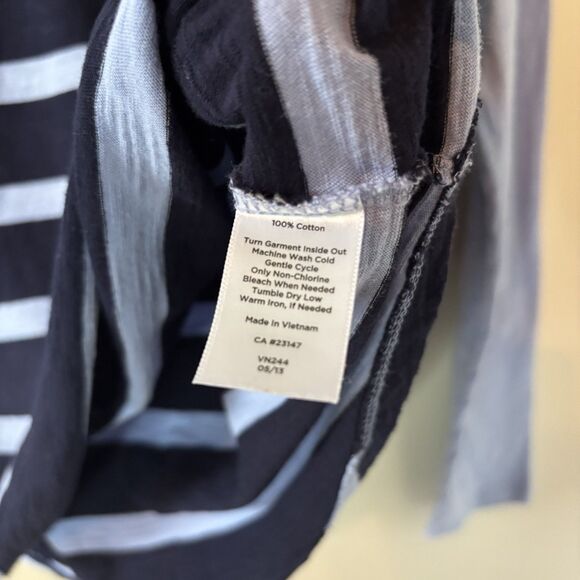 100% Cotton
Turn Garment Inside Out
Machine Wash Cold
Gentle Cycle
Only Non-Chlorine
Bleach When Needed
Tumble Dry Low
Warm Iron, if Needed
Made in Vietnam
CA #23147
VN244
05/13